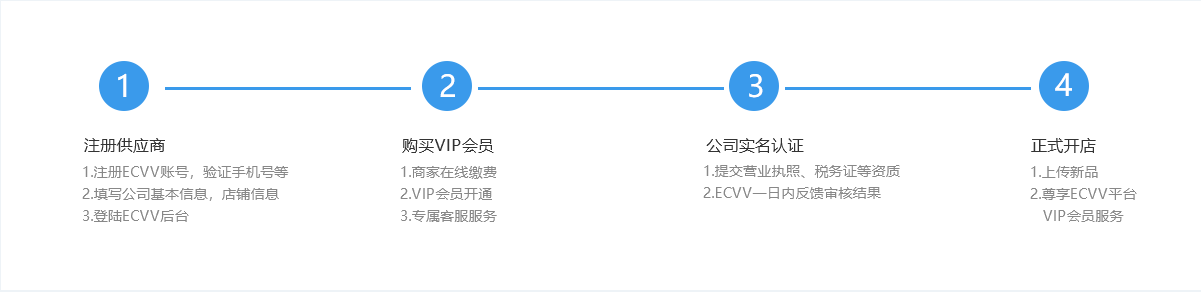 1
注册供应商
1.注册ECVV账号，验证手机号等
2.填写公司基本信息，店铺信息
3.登陆ECVV后台
2
购买VIP会员
1.商家在线缴费
2.VIP会员开通
3.专属客服服务
3
公司实名认证
1.提交营业执照、税务证等资质
2.ECVV一日内反馈审核结果
4
正式开店
1.上传新品
2.尊享ECVV平台
VIP会员服务